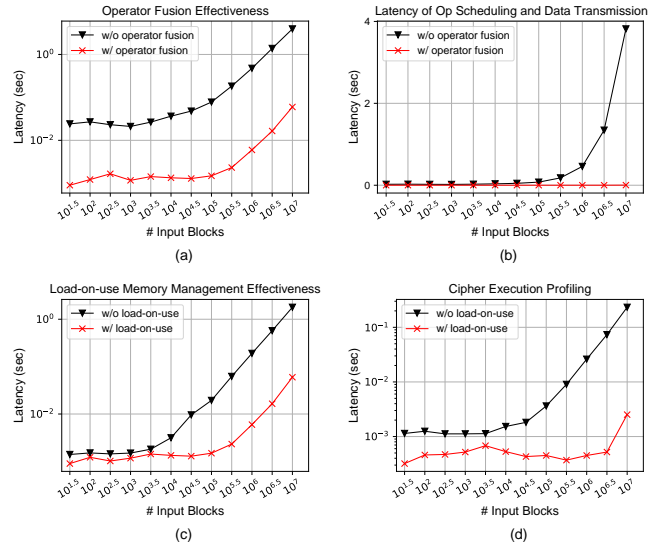 Operator Fusion Effectiveness
w/o operator fusion
w/ operator fusion
Latency (sec)
10⁰
10⁻²
10^1.5 10^2 10^2.5 10^3 10^3.5 10^4 10^4.5 10^5 10^5.5 10^6 10^6.5 10^7
# Input Blocks
(a)
Latency of Op Scheduling and Data Transmission
w/o operator fusion
w/ operator fusion
Latency (sec)
4
2
0
10^1.5 10^2 10^2.5 10^3 10^3.5 10^4 10^4.5 10^5 10^5.5 10^6 10^6.5 10^7
# Input Blocks
(b)
Load-on-use Memory Management Effectiveness
w/o load-on-use
w/ load-on-use
Latency (sec)
10⁰
10⁻²
10^1.5 10^2 10^2.5 10^3 10^3.5 10^4 10^4.5 10^5 10^5.5 10^6 10^6.5 10^7
# Input Blocks
(c)
Cipher Execution Profiling
w/o load-on-use
w/ load-on-use
Latency (sec)
10⁻¹
10⁻²
10⁻³
10^1.5 10^2 10^2.5 10^3 10^3.5 10^4 10^4.5 10^5 10^5.5 10^6 10^6.5 10^7
# Input Blocks
(d)